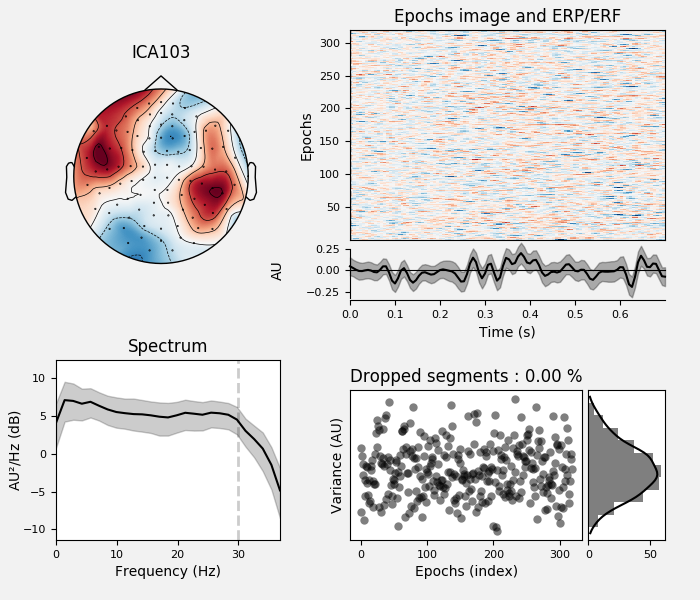 ICA103
Epochs image and ERP/ERF
Epochs
300
250
200
150
100
50
AU
0.25
0.00
−0.25
0.0 0.1 0.2 0.3 0.4 0.5 0.6
Time (s)
Spectrum
AU²/Hz (dB)
10
5
0
−5
−10
0 10 20 30
Frequency (Hz)
Dropped segments : 0.00 %
Variance (AU)
0 100 200 300
Epochs (index)
0 50